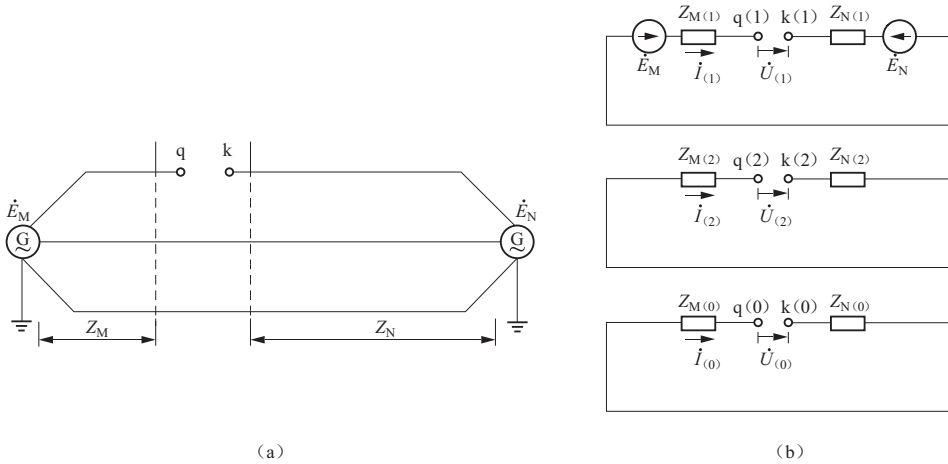 q k
Ė_M Ė_N
G G
Z_M Z_N
（a）
Z_M(1) q（1） k（1） Z_N(1)
Ė_M İ_(1) U̇_(1) Ė_N
Z_M(2) q（2） k（2） Z_N(2)
İ_(2) U̇_(2)
Z_M(0) q（0） k（0） Z_N(0)
İ_(0) U̇_(0)
（b）